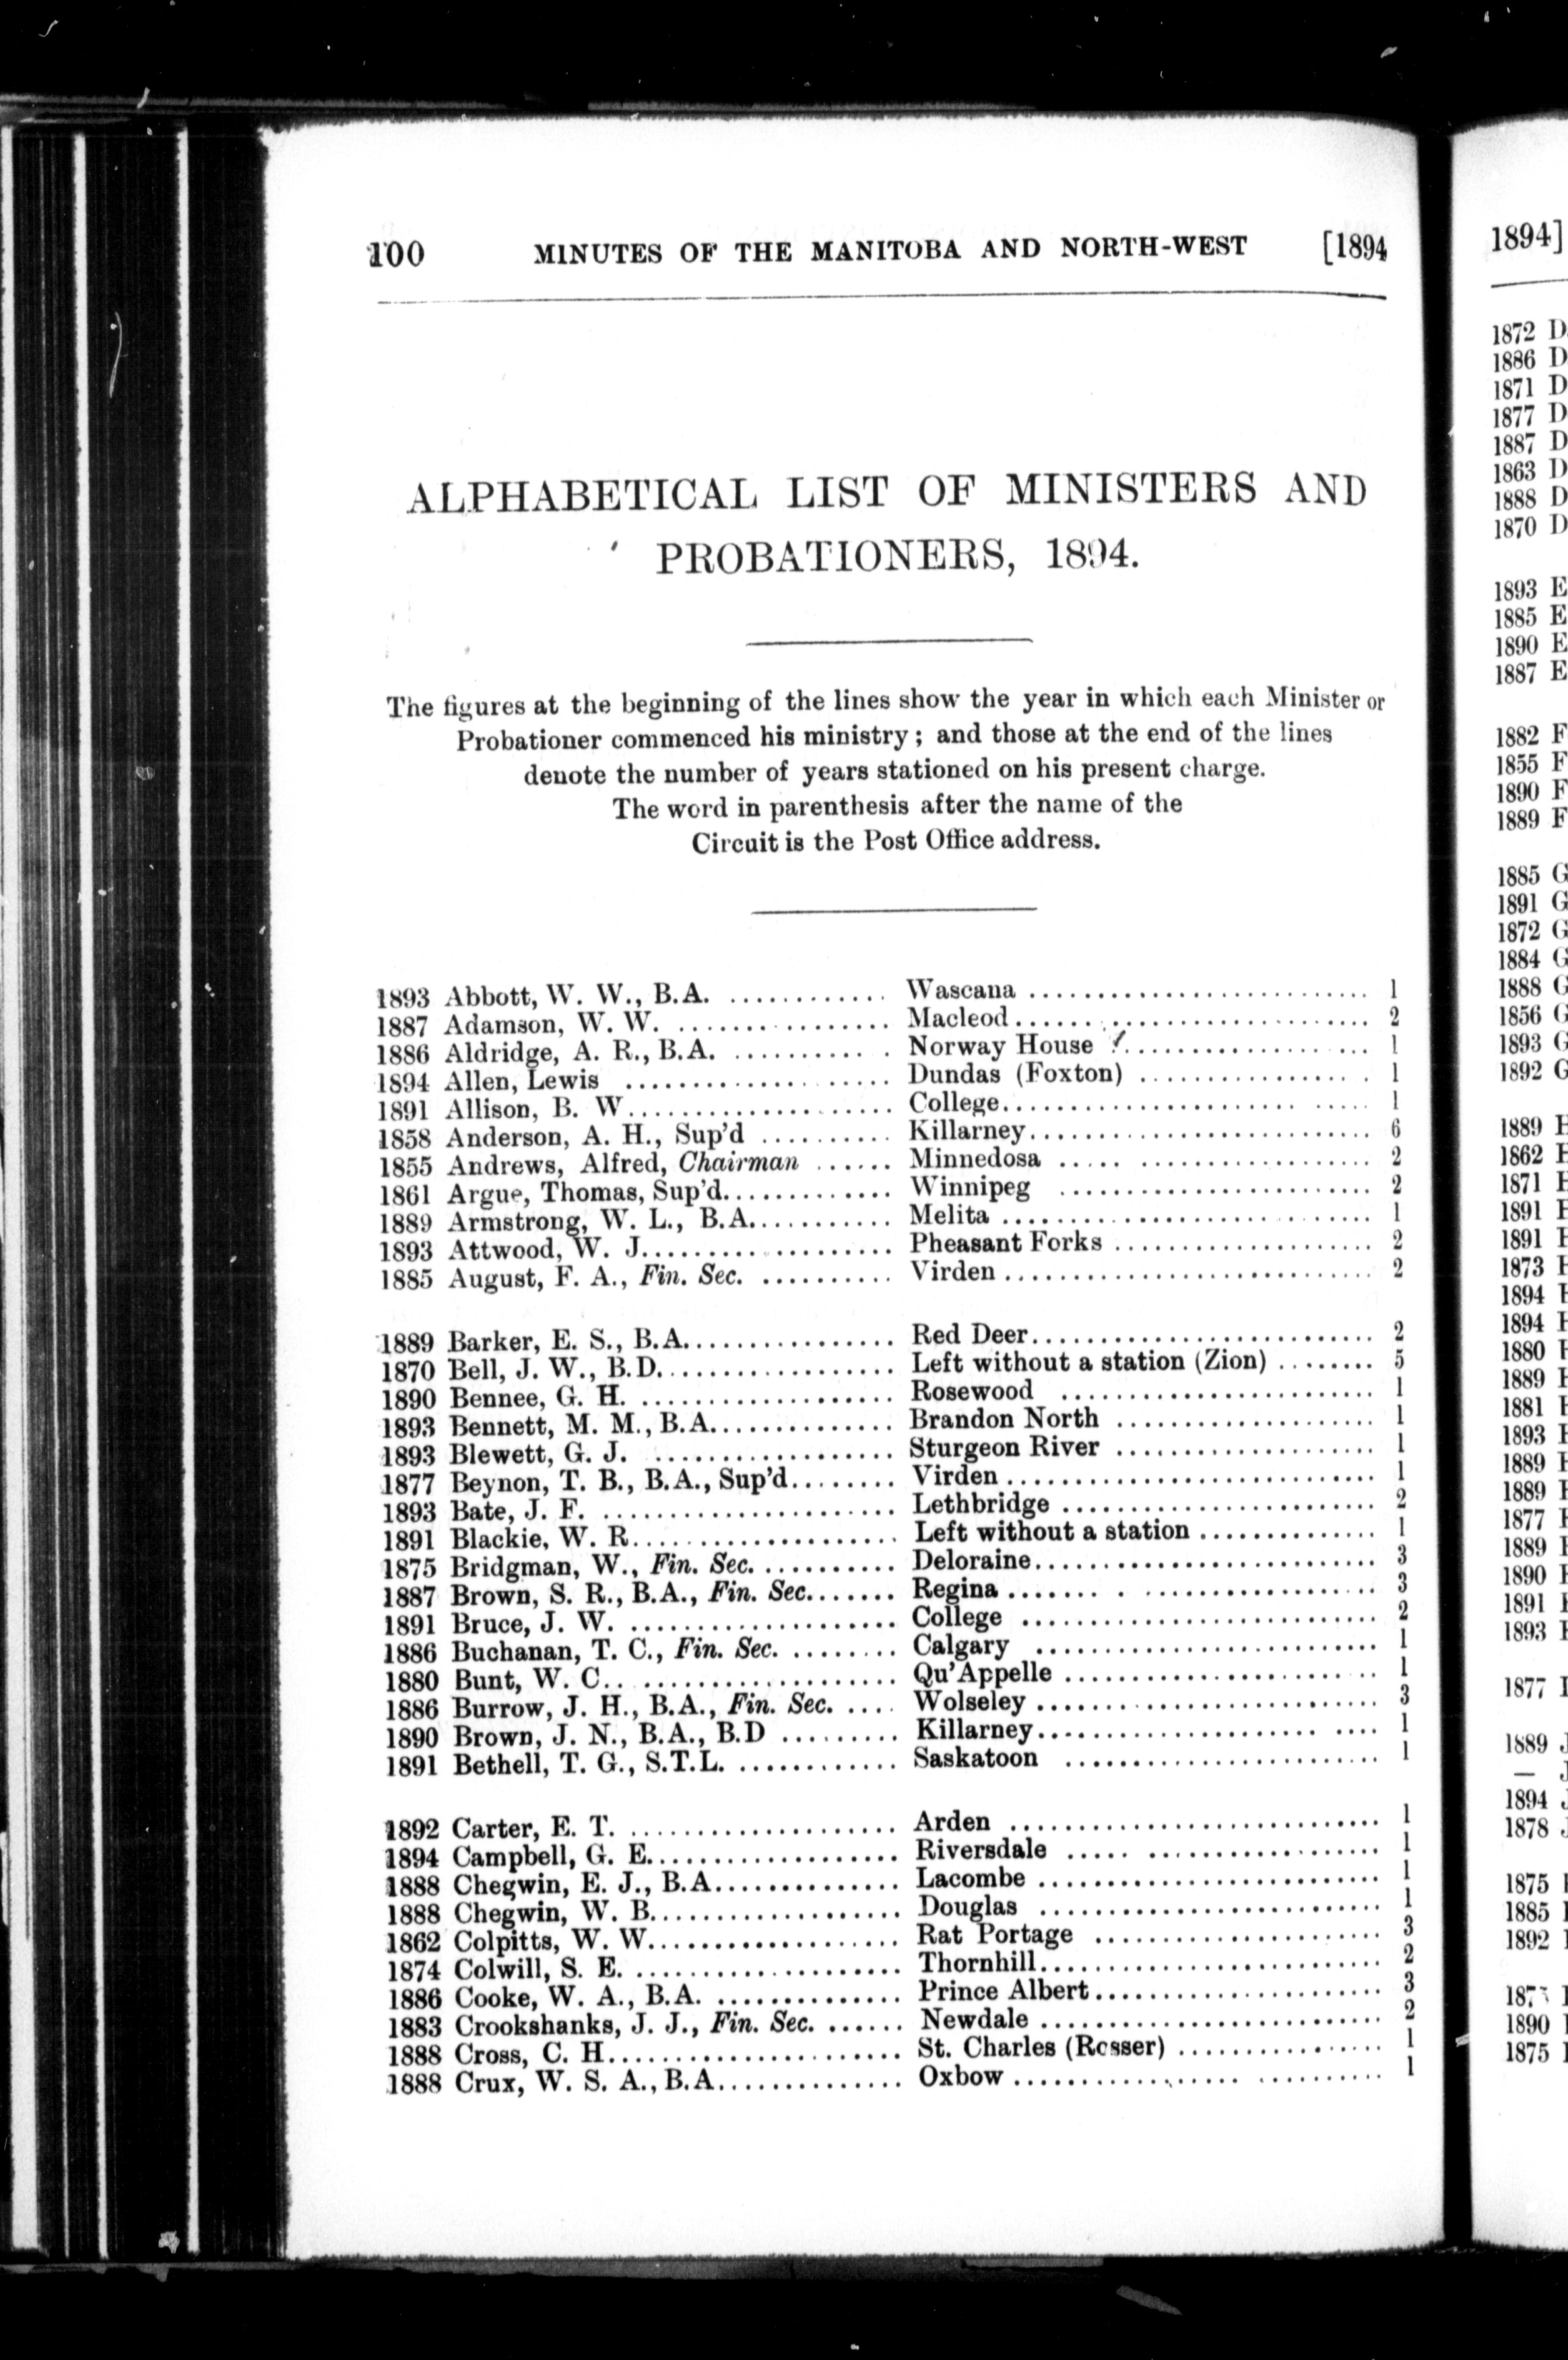 100 MINUTES OF THE MANITOBA AND NORTH-WEST [1894
ALPHABETICAL LIST OF MINISTERS AND
PROBATIONERS, 1894.
The figures at the beginning of the lines show the year in which each Minister or
Probationer commenced his ministry; and those at the end of the lines
denote the number of years stationed on his present charge.
The word in parenthesis after the name of the
Circuit is the Post Office address.
1893 Abbott, W. W., B.A. ............ Wascana ............ 1
1887 Adamson, W. W. ............ Macleod ............ 2
1886 Aldridge, A. R., B.A. ............ Norway House ............ 1
1894 Allen, Lewis ............ Dundas (Foxton) ............ 1
1891 Allison, B. W. ............ College ............ 1
1858 Anderson, A. H., Sup'd ............ Killarney ............ 6
1855 Andrews, Alfred, Chairman ...... Minnedosa ............ 2
1861 Argue, Thomas, Sup'd ............ Winnipeg ............ 2
1889 Armstrong, W. L., B.A. ............ Melita ............ 1
1893 Attwood, W. J. ............ Pheasant Forks ............ 2
1885 August, F. A., Fin. Sec. ............ Virden ............ 2
1889 Barker, E. S., B.A. ............ Red Deer ............ 2
1870 Bell, J. W., B.D. ............ Left without a station (Zion) ........ 5
1890 Bennee, G. H. ............ Rosewood ............ 1
1893 Bennett, M. M., B.A. ............ Brandon North ............ 1
1893 Blewett, G. J. ............ Sturgeon River ............ 1
1877 Beynon, T. B., B.A., Sup'd ........ Virden ............ 1
1893 Bate, J. F. ............ Lethbridge ............ 2
1891 Blackie, W. R. ............ Left without a station ............ 1
1875 Bridgman, W., Fin. Sec. ............ Deloraine ............ 3
1887 Brown, S. R., B.A., Fin. Sec. ...... Regina ............ 3
1891 Bruce, J. W. ............ College ............ 2
1886 Buchanan, T. C., Fin. Sec. ........ Calgary ............ 1
1880 Bunt, W. C. ............ Qu'Appelle ............ 1
1886 Burrow, J. H., B.A., Fin. Sec. .... Wolseley ............ 3
1890 Brown, J. N., B.A., B.D ......... Killarney ............ 1
1891 Bethell, T. G., S.T.L. ............ Saskatoon ............ 1
1892 Carter, E. T. ............ Arden ............ 1
1894 Campbell, G. E. ............ Riversdale ............ 1
1888 Chegwin, E. J., B.A. ............ Lacombe ............ 1
1888 Chegwin, W. B. ............ Douglas ............ 1
1862 Colpitts, W. W. ............ Rat Portage ............ 3
1874 Colwill, S. E. ............ Thornhill ............ 2
1886 Cooke, W. A., B.A. ............ Prince Albert ............ 3
1883 Crookshanks, J. J., Fin. Sec. ...... Newdale ............ 2
1888 Cross, C. H. ............ St. Charles (Rosser) ............ 1
1888 Crux, W. S. A., B.A. ............ Oxbow ............ 1
1894]
1872 D
1886 D
1871 D
1877 D
1887 D
1863 D
1888 D
1870 D
1893 E
1885 E
1890 E
1887 E
1882 F
1855 F
1890 F
1889 F
1885 G
1891 G
1872 G
1884 G
1888 G
1856 G
1893 G
1892 G
1889 H
1862 H
1871 H
1891 H
1891 H
1873 H
1894 H
1894 H
1880 H
1889 H
1881 H
1893 H
1889 H
1889 H
1877 H
1889 H
1890 H
1891 H
1893 H
1877 I
1889 J
— J
1894 J
1878 J
1875
1885
1892
1890
1875